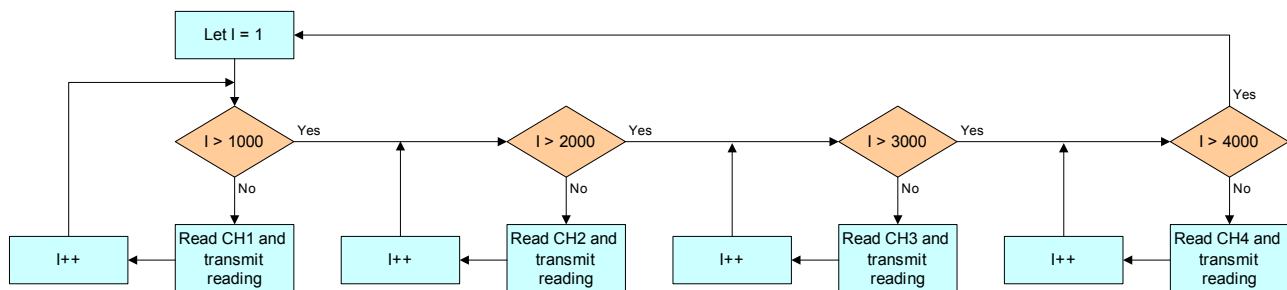 Let I = 1
Yes
I > 1000
Yes
I > 2000
Yes
I > 3000
Yes
I > 4000
No
No
No
No
I++
Read CH1 and
transmit
reading
I++
Read CH2 and
transmit
reading
I++
Read CH3 and
transmit
reading
I++
Read CH4 and
transmit
reading